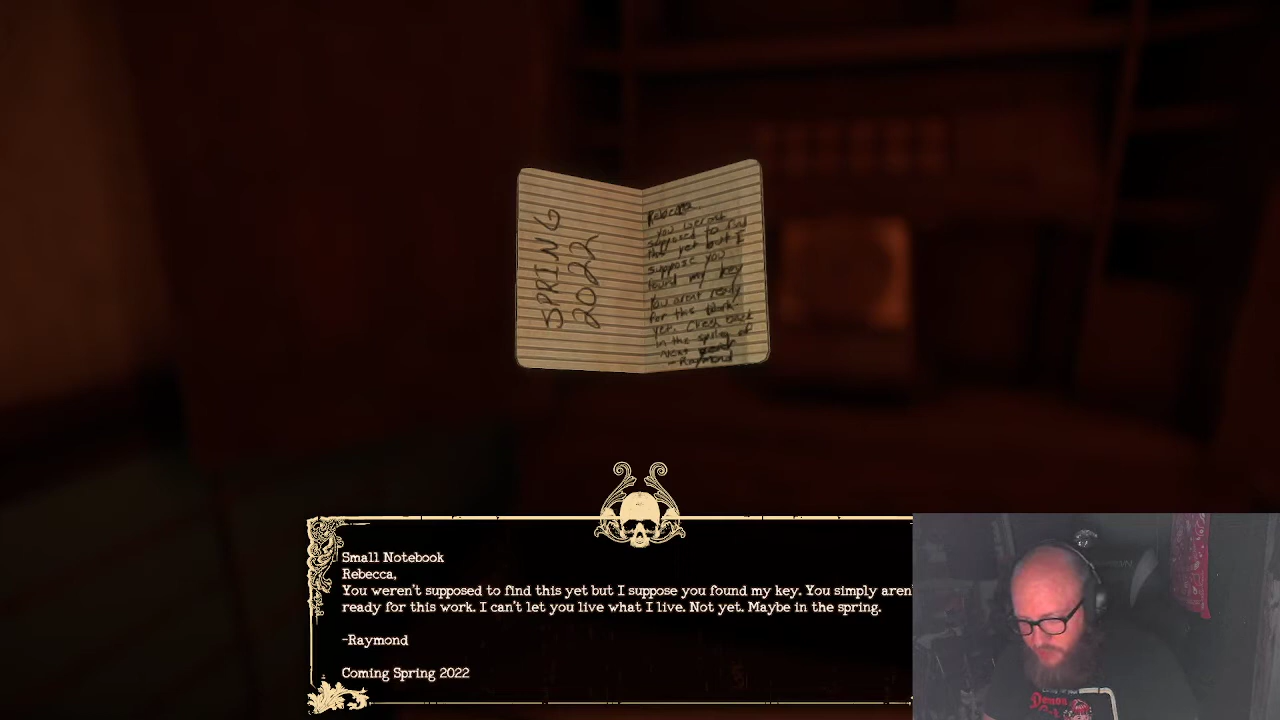 SPRING
2022
Rebecca,
You werent
supposed to find
this yet but I
suppose you
found my key
You arent ready
for this work
yet. Check back
in the spring of
next
-Raymond
Small Notebook
Rebecca,
You weren't supposed to find this yet but I suppose you found my key. You simply aren
ready for this work. I can't let you live what I live. Not yet. Maybe in the spring.
-Raymond
Coming Spring 2022
Demon